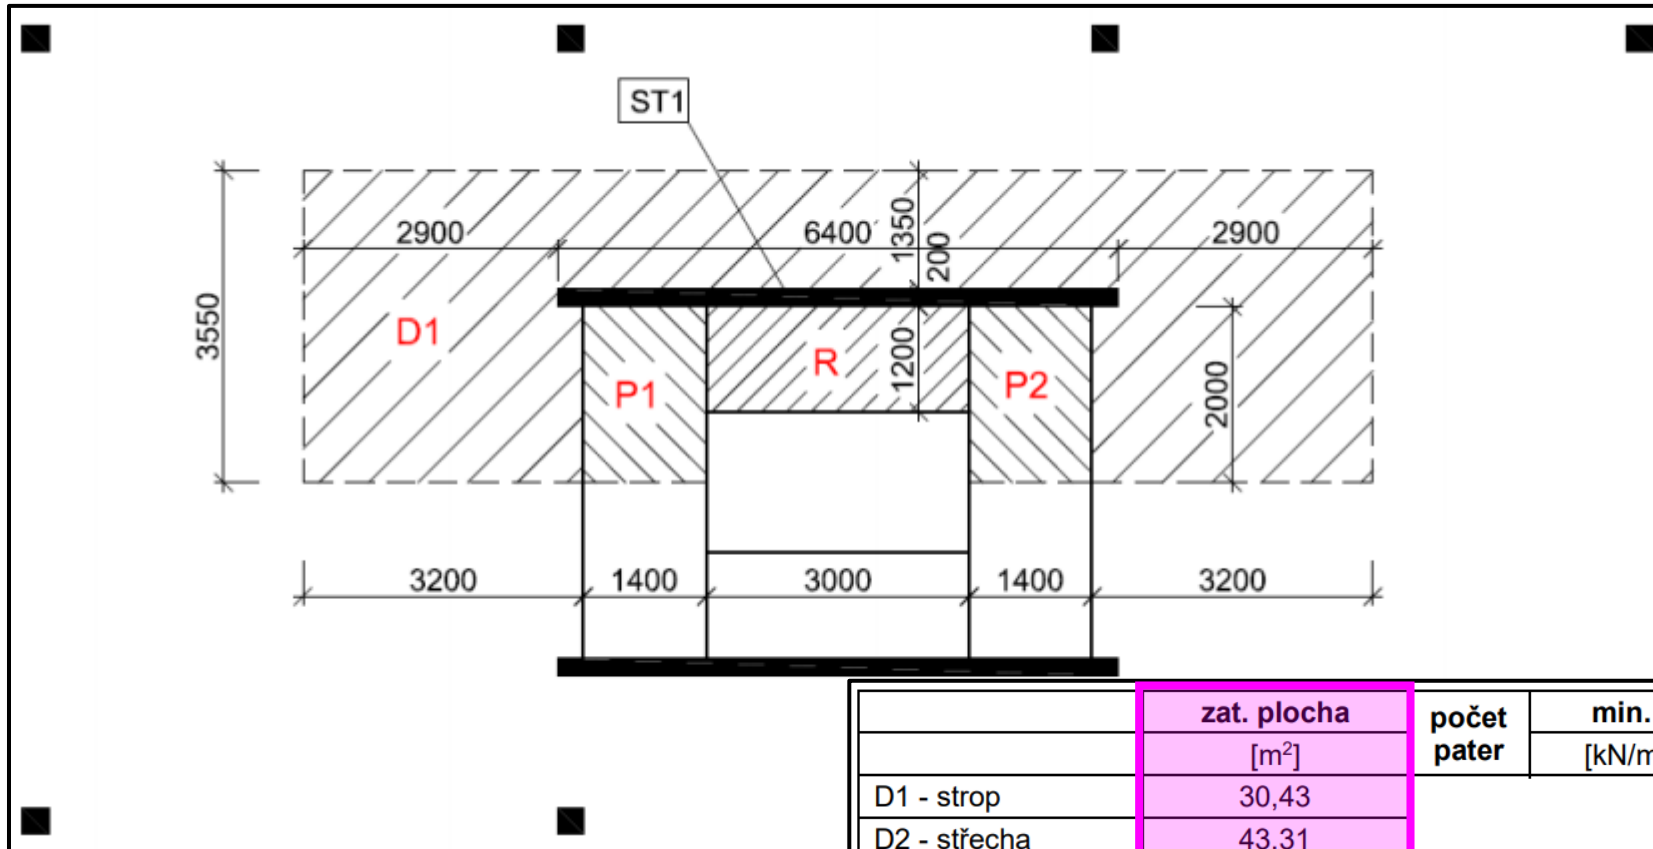 ST1
2900
6400
1350
200
2900
3550
D1
P1
R
1200
P2
2000
3200
1400
3000
1400
3200
zat. plocha
počet pater
min.
[m²]
[kN/m
D1 - strop
30,43
D2 - střecha
43,31